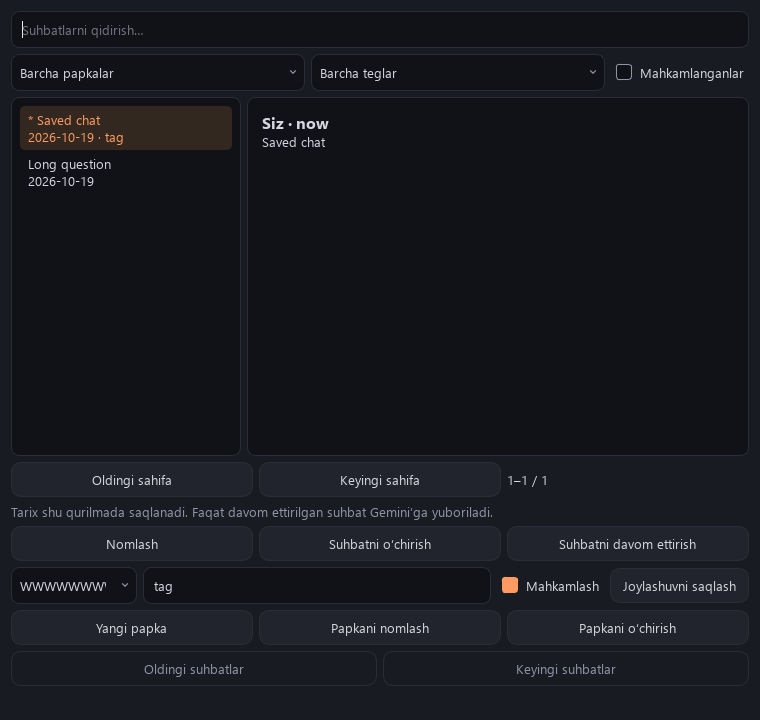 Suhbatlarni qidirish…
Barcha papkalar
Barcha teglar
Mahkamlanganlar
* Saved chat
2026-10-19 · tag
Long question
2026-10-19
Siz · now
Saved chat
Oldingi sahifa
Keyingi sahifa
1–1 / 1
Tarix shu qurilmada saqlanadi. Faqat davom ettirilgan suhbat Gemini’ga yuboriladi.
Nomlash
Suhbatni o‘chirish
Suhbatni davom ettirish
tag
Mahkamlash
Joylashuvni saqlash
Yangi papka
Papkani nomlash
Papkani o‘chirish
Oldingi suhbatlar
Keyingi suhbatlar